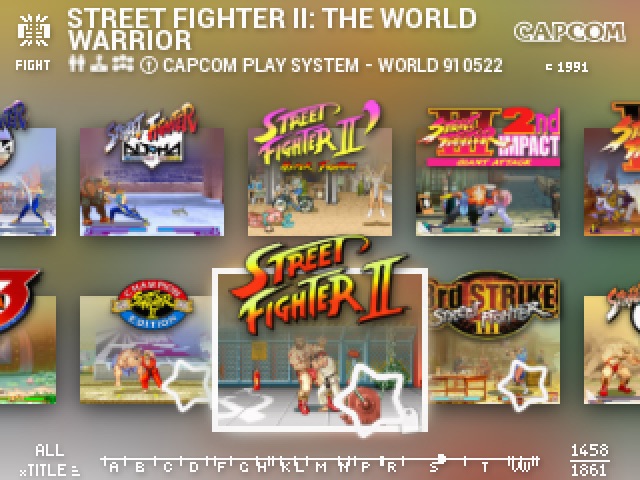 STREET FIGHTER II: THE WORLD
WARRIOR
CAPCOM
FIGHT
CAPCOM PLAY SYSTEM - WORLD 910522
© 1991
STREET FIGHTER
ALPHA
STREET
FIGHTER II'
III 2nd
IMPACT
GIANT ATTACK
3
CHAMPION
EDITION
STREET
FIGHTER II
3rd STRIKE
STREET FIGHTER
III
ALL
TITLE
A B C D F G H K L M N P R S T W
1458
1861